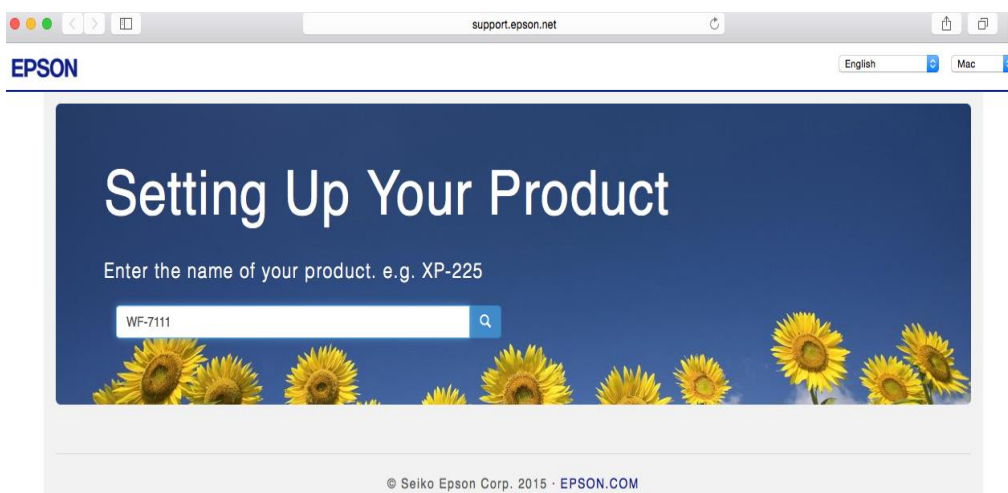 support.epson.net
EPSON
English
Mac
Setting Up Your Product
Enter the name of your product. e.g. XP-225
WF-7111
© Seiko Epson Corp. 2015 · EPSON.COM